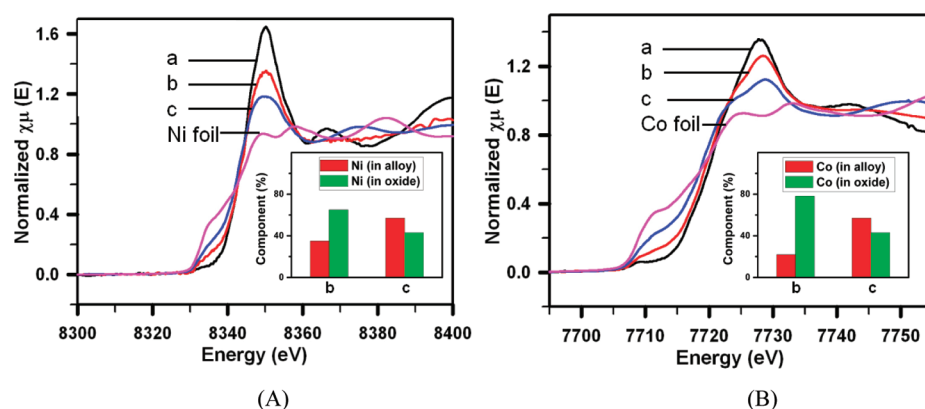 Normalized χμ (E)
1.6
1.2
0.8
0.4
0.0
a
b
c
Ni foil
Component (%)
80
40
0
Ni (in alloy)
Ni (in oxide)
b c
8300 8320 8340 8360 8380 8400
Energy (eV)
(A)
Normalized χμ (E)
1.2
0.6
0.0
a
b
c
Co foil
Component (%)
80
40
0
Co (in alloy)
Co (in oxide)
b c
7700 7710 7720 7730 7740 7750
Energy (eV)
(B)